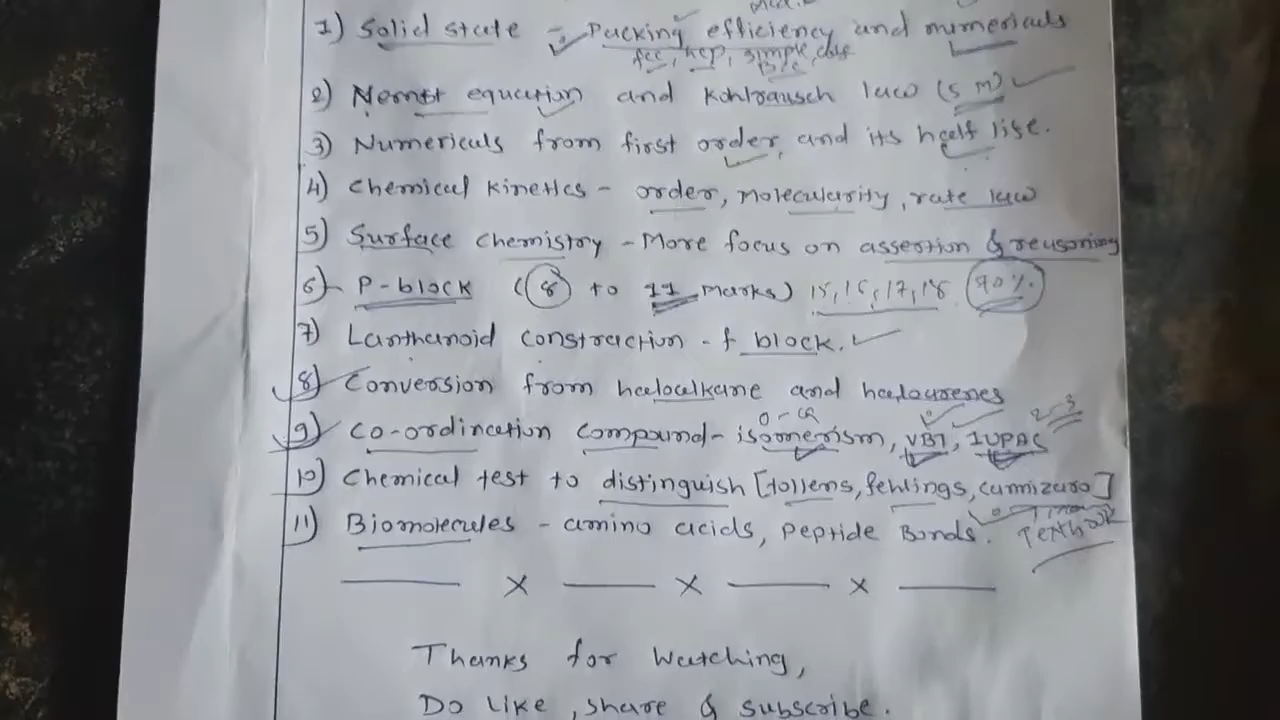 1) Solid state - Packing efficiency and numericals
fcc, hcp, simple,
2) Nernst equation and Kohlrausch law (5 m)
3) Numericals from first order and its half life.
4) Chemical Kinetics - order, Molecularity, rate law
5) Surface Chemistry - More focus on assertion & reasoning
6) P-block (8 to 11 Marks) 15, 16, 17, 18 90%
7) Lanthanoid constraction - f block.
8) Conversion from haloalkane and haloarenes
2-3
9) Co-ordination compound - isomerism, VBT, IUPAC
10) Chemical test to distinguish [tollens, fehlings, cannizaro]
11) Biomolecules - amino acids, Peptide Bonds. Textbook
x x x
Thanks for Watching,
Do Like, share & subscribe.